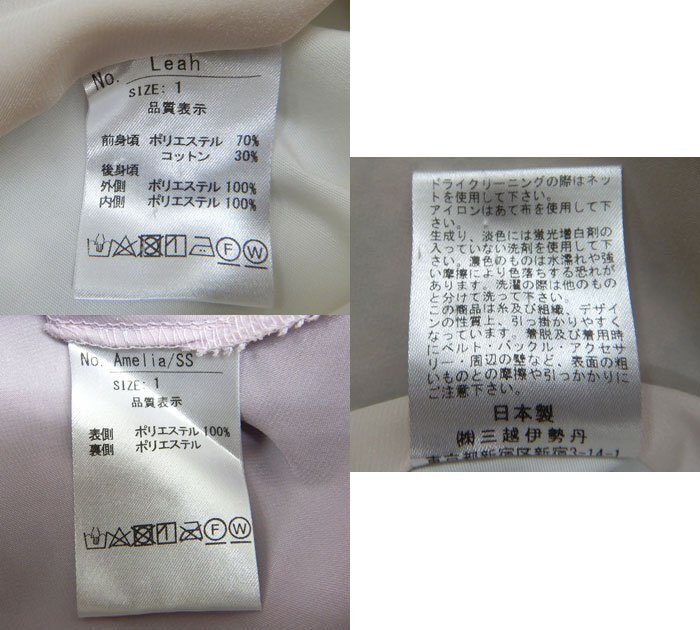 No. Leah
SIZE: 1
品質表示
前身頃 ポリエステル 70%
コットン 30%
後身頃
外側 ポリエステル 100%
内側 ポリエステル 100%
F W
No. Amelia/SS
SIZE: 1
品質表示
表側 ポリエステル 100%
裏側 ポリエステル
F W
ドライクリーニングの際はネッ
トを使用して下さい。
アイロンはあて布を使用して下
さい。
生成り、淡色には蛍光増白剤の
入っていない洗剤を使用して下
さい。濃色のものは水濡れや強
い摩擦により色落ちする恐れが
あります。洗濯の際は他のもの
と分けて洗って下さい。
この商品は糸及び組織、デザイ
ンの性質上、引っ掛かりやすく
なっています。着脱及び着用時
にベルト・バックル・アクセサ
リー・周辺の壁など、表面の粗
いものとの摩擦や引っかかりに
ご注意下さい。
日本製
㈱三越伊勢丹
東京都新宿区新宿3-14-1